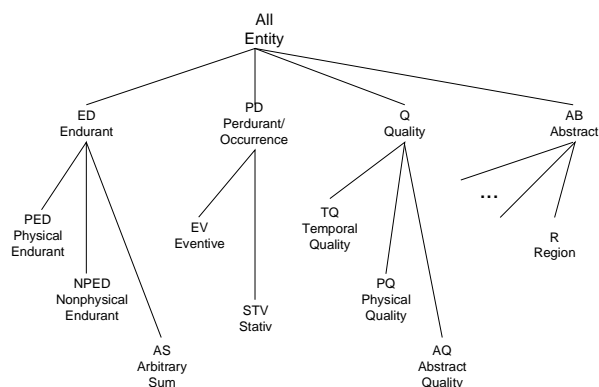 All
Entity
ED
Endurant
PD
Perdurant/
Occurrence
Q
Quality
AB
Abstract
PED
Physical
Endurant
NPED
Nonphysical
Endurant
AS
Arbitrary
Sum
EV
Eventive
STV
Stativ
TQ
Temporal
Quality
PQ
Physical
Quality
AQ
Abstract
Quality
...
R
Region